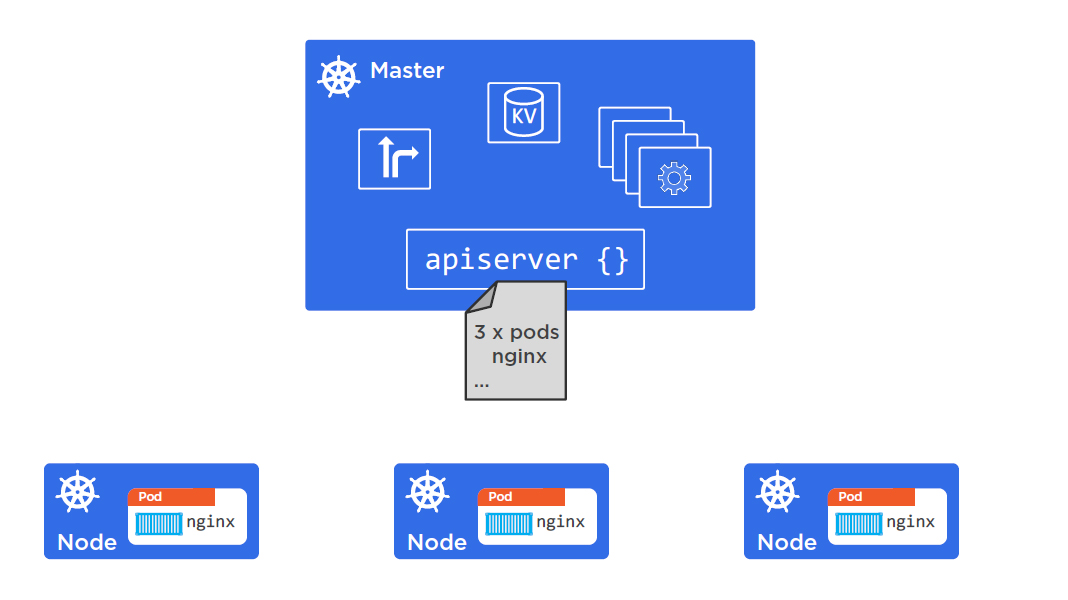 Master
KV
apiserver {}
3 x pods
nginx
...
Pod
nginx
Node
Pod
nginx
Node
Pod
nginx
Node